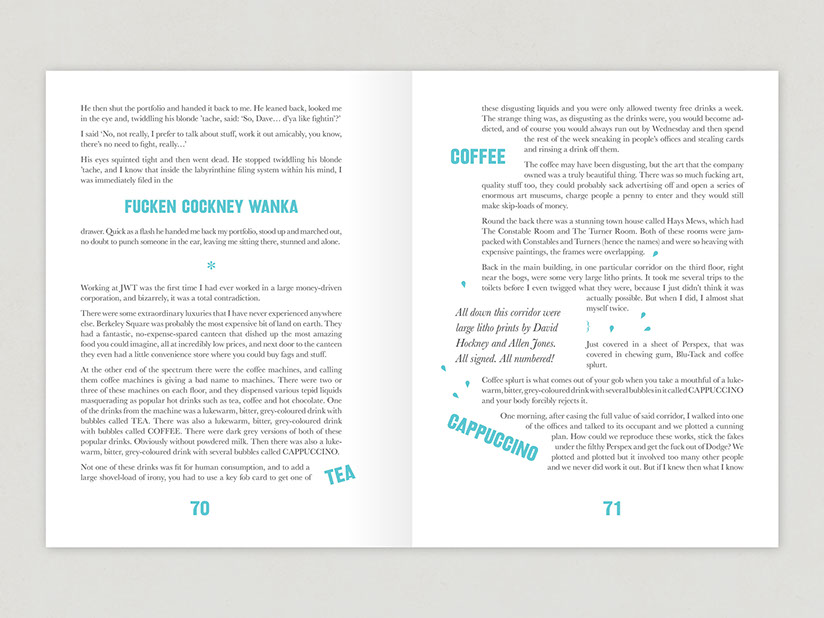 He then shut the portfolio and handed it back to me. He leaned back, looked me
in the eye and, twiddling his blonde ’tache, said: ‘So, Dave… d’ya like fightin’?’
I said ‘No, not really, I prefer to talk about stuff, work it out amicably, you know,
there’s no need to fight, really…’
His eyes squinted tight and then went dead. He stopped twiddling his blonde
’tache, and I know that inside the labyrinthine filing system within his mind, I
was immediately filed in the
FUCKEN COCKNEY WANKA
drawer. Quick as a flash he handed me back my portfolio, stood up and marched out,
no doubt to punch someone in the ear, leaving me sitting there, stunned and alone.
*
Working at JWT was the first time I had ever worked in a large money-driven
corporation, and bizarrely, it was a total contradiction.
There were some extraordinary luxuries that I have never experienced anywhere
else. Berkeley Square was probably the most expensive bit of land on earth. They
had a fantastic, no-expense-spared canteen that dished up the most amazing
food you could imagine, all at incredibly low prices, and next door to the canteen
they even had a little convenience store where you could buy fags and stuff.
At the other end of the spectrum there were the coffee machines, and calling
them coffee machines is giving a bad name to machines. There were two or
three of these machines on each floor, and they dispensed various tepid liquids
masquerading as popular hot drinks such as tea, coffee and hot chocolate. One
of the drinks from the machine was a lukewarm, bitter, grey-coloured drink with
bubbles called TEA. There was also a lukewarm, bitter, grey-coloured drink
with bubbles called COFFEE. There were dark grey versions of both of these
popular drinks. Obviously without powdered milk. Then there was also a luke-
warm, bitter, grey-coloured drink with several bubbles called CAPPUCCINO.
Not one of these drinks was fit for human consumption, and to add a
large shovel-load of irony, you had to use a key fob card to get one of
TEA
70
these disgusting liquids and you were only allowed twenty free drinks a week.
The strange thing was, as disgusting as the drinks were, you would become ad-
dicted, and of course you would always run out by Wednesday and then spend
the rest of the week sneaking in people’s offices and stealing cards
and rinsing a drink off them.
COFFEE
The coffee may have been disgusting, but the art that the company
owned was a truly beautiful thing. There was so much fucking art,
quality stuff too, they could probably sack advertising off and open a series of
enormous art museums, charge people a penny to enter and they would still
make skip-loads of money.
Round the back there was a stunning town house called Hays Mews, which had
The Constable Room and The Turner Room. Both of these rooms were jam-
packed with Constables and Turners (hence the names) and were so heaving with
expensive paintings, the frames were overlapping.
Back in the main building, in one particular corridor on the third floor, right
near the bogs, were some very large litho prints. It took me several trips to the
toilets before I even twigged what they were, because I just didn’t think it was
actually possible. But when I did, I almost shat
myself twice.
All down this corridor were
large litho prints by David
Hockney and Allen Jones.
All signed. All numbered!
Just covered in a sheet of Perspex, that was
covered in chewing gum, Blu-Tack and coffee
splurt.
Coffee splurt is what comes out of your gob when you take a mouthful of a luke-
warm, bitter, grey-coloured drink with several bubbles in it called CAPPUCCINO
and your body forcibly rejects it.
CAPPUCCINO
One morning, after casing the full value of said corridor, I walked into one
of the offices and talked to its occupant and we plotted a cunning
plan. How could we reproduce these works, stick the fakes
under the filthy Perspex and get the fuck out of Dodge? We
plotted and plotted but it involved too many other people
and we never did work it out. But if I knew then what I know
71